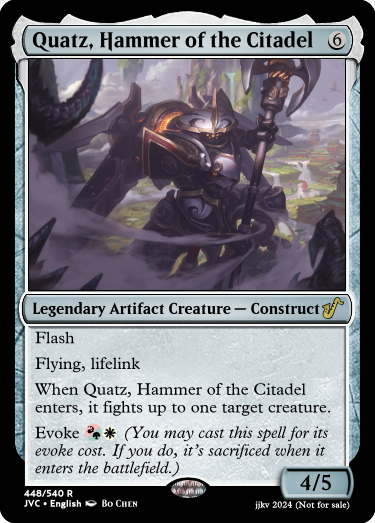 Quatz, Hammer of the Citadel 6
Legendary Artifact Creature — Construct
Flash
Flying, lifelink
When Quatz, Hammer of the Citadel
enters, it fights up to one target creature.
Evoke (You may cast this spell for its
evoke cost. If you do, it's sacrificed when it
enters the battlefield.)
4/5
448/540 R
JVC • English Bo Chen
jjkv 2024 (Not for sale)